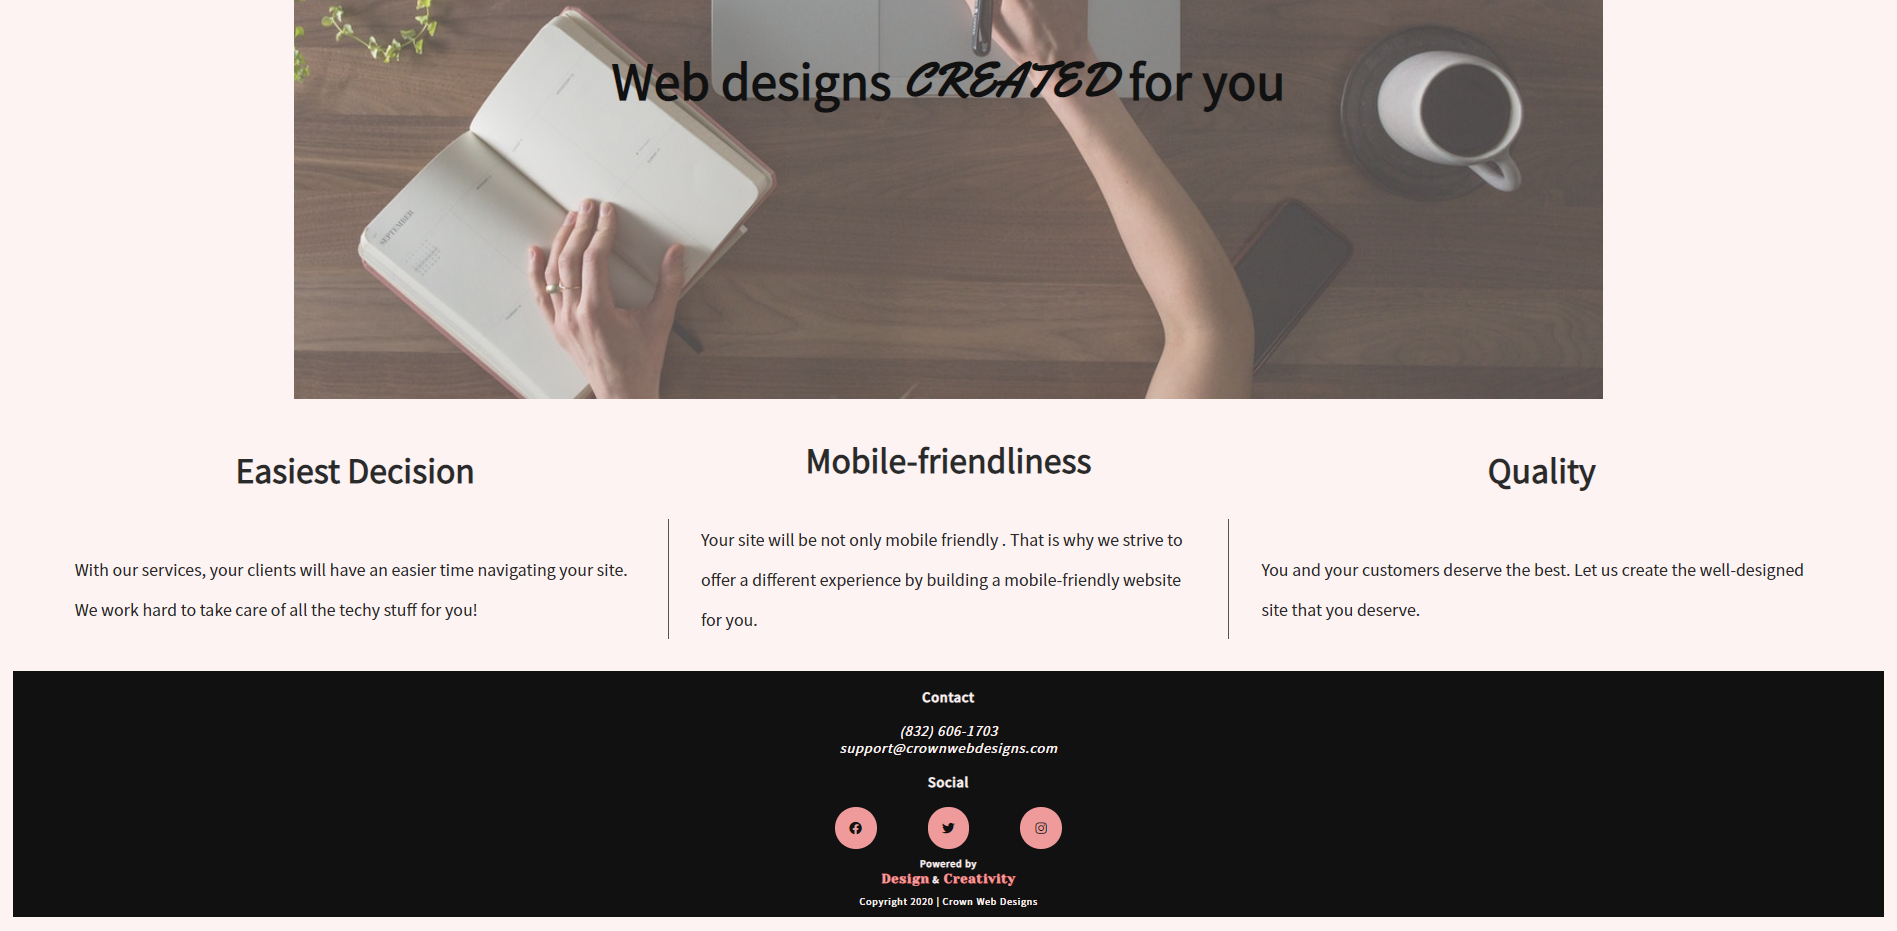 Web designs CREATED for you
SEPTEMBER
Easiest Decision
With our services, your clients will have an easier time navigating your site.
We work hard to take care of all the techy stuff for you!
Mobile-friendliness
Your site will be not only mobile friendly . That is why we strive to
offer a different experience by building a mobile-friendly website
for you.
Quality
You and your customers deserve the best. Let us create the well-designed
site that you deserve.
Contact
(832) 606-1703
support@crownwebdesigns.com
Social
Powered by
Design & Creativity
Copyright 2020 | Crown Web Designs